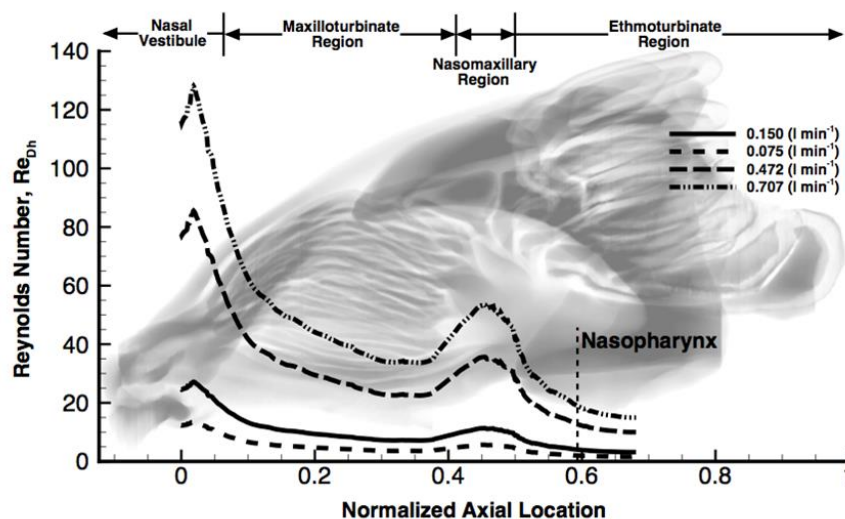 Nasal
Vestibule
Maxilloturbinate
Region
Nasomaxillary
Region
Ethmoturbinate
Region
140
120
100
80
60
40
20
0
Reynolds Number, Re_Dh
0.150 (l min⁻¹)
0.075 (l min⁻¹)
0.472 (l min⁻¹)
0.707 (l min⁻¹)
Nasopharynx
0
0.2
0.4
0.6
0.8
1
Normalized Axial Location